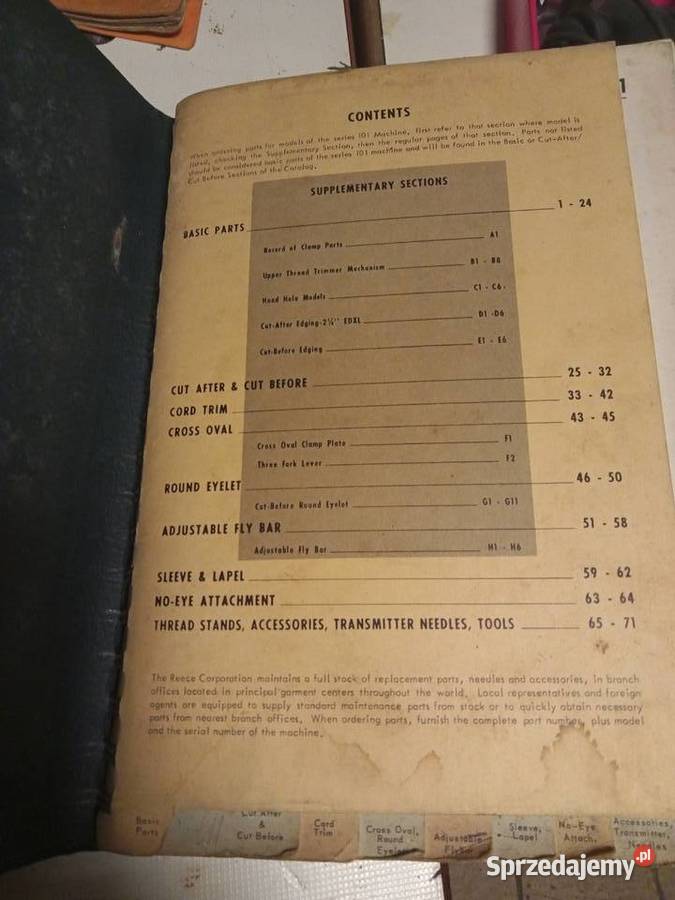 1
CONTENTS
When ordering parts for models of the series 101 Machine, first refer to that section where model is
listed, checking the Supplementary Section, then the regular pages of that section. Parts not listed
should be considered basic parts of the series 101 machine and will be found in the Basic or Cut-After/
Cut Before Sections of the Catalog.
SUPPLEMENTARY SECTIONS
BASIC PARTS 1 - 24
Record of Clamp Parts A1
Upper Thread Trimmer Mechanism B1 - B8
Hand Hole Models C1 - C6
Cut-After Edging-2¼" EDXL D1 -D6
Cut-Before Edging E1 - E6
CUT AFTER & CUT BEFORE 25 - 32
CORD TRIM 33 - 42
CROSS OVAL 43 - 45
Cross Oval Clamp Plate F1
Three Fork Lever F2
ROUND EYELET 46 - 50
Cut-Before Round Eyelet G1 - G11
ADJUSTABLE FLY BAR 51 - 58
Adjustable Fly Bar H1 - H6
SLEEVE & LAPEL 59 - 62
NO-EYE ATTACHMENT 63 - 64
THREAD STANDS, ACCESSORIES, TRANSMITTER NEEDLES, TOOLS 65 - 71
The Reece Corporation maintains a full stock of replacement parts, needles and accessories, in branch
offices located in principal garment centers throughout the world. Local representatives and foreign
agents are equipped to supply standard maintenance parts from stock or to quickly obtain necessary
parts from nearest branch offices. When ordering parts, furnish the complete part number, plus model
and the serial number of the machine.
Basic
Parts
Cut After
&
Cut Before
Cord
Trim
Cross Oval,
Round
Eyelet
Adjustable
Fly Bar
Sleeve,
Lapel
No-Eye
Attach.
Accessories,
Transmitter,
Needles
Sprzedajemy.pl